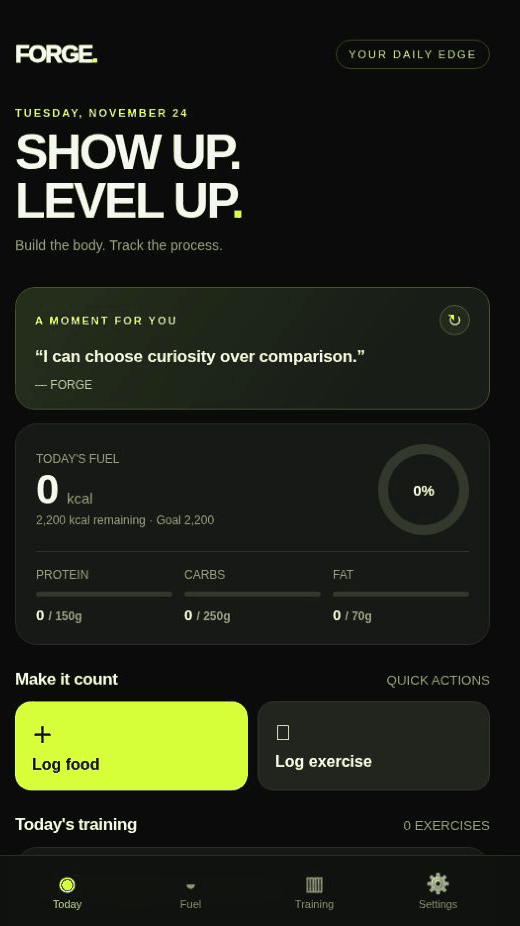 FORGE.
YOUR DAILY EDGE
TUESDAY, NOVEMBER 24
SHOW UP.
LEVEL UP.
Build the body. Track the process.
A MOMENT FOR YOU
“I can choose curiosity over comparison.”
— FORGE
TODAY'S FUEL
0 kcal
2,200 kcal remaining · Goal 2,200
0%
PROTEIN CARBS FAT
0 / 150g 0 / 250g 0 / 70g
Make it count QUICK ACTIONS
Log food Log exercise
Today's training 0 EXERCISES
Today Fuel Training Settings